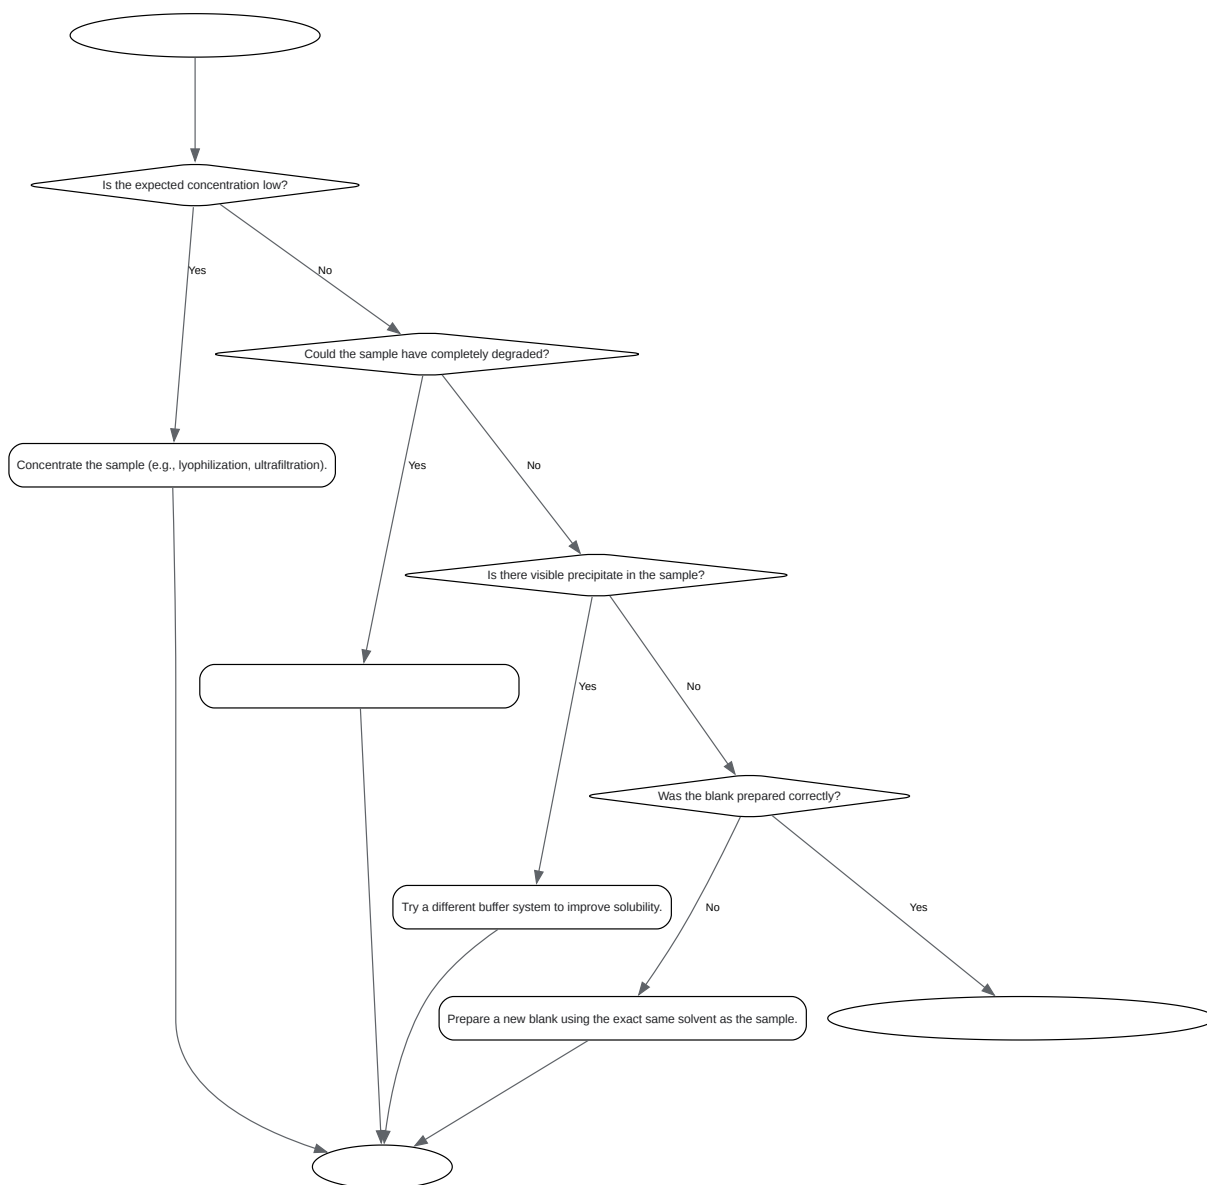 Is the expected concentration low?
Yes
No
Could the sample have completely degraded?
Concentrate the sample (e.g., lyophilization, ultrafiltration).
Yes
No
Is there visible precipitate in the sample?
Yes
No
Was the blank prepared correctly?
Try a different buffer system to improve solubility.
No
Yes
Prepare a new blank using the exact same solvent as the sample.